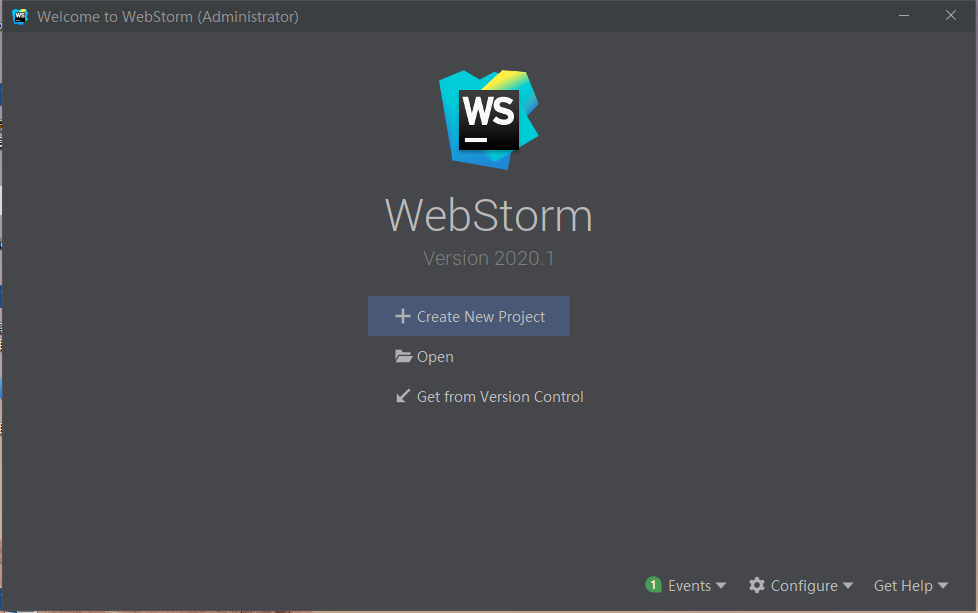 WS
Welcome to WebStorm (Administrator)
WS
WebStorm
Version 2020.1
Create New Project
Open
Get from Version Control
1 Events
Configure
Get Help